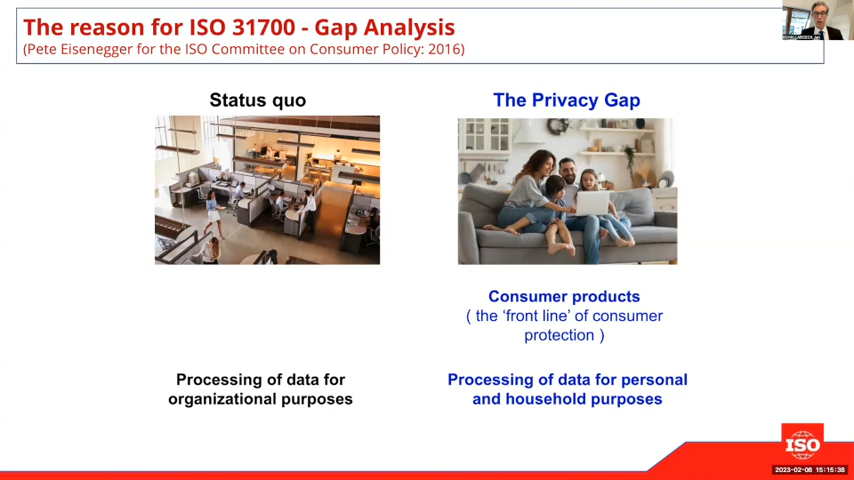 The reason for ISO 31700 - Gap Analysis
(Pete Eisenegger for the ISO Committee on Consumer Policy: 2016)
Status quo
The Privacy Gap
Consumer products
( the ‘front line’ of consumer
protection )
Processing of data for
organizational purposes
Processing of data for personal
and household purposes
ISO
2023-02-08 15:15:38